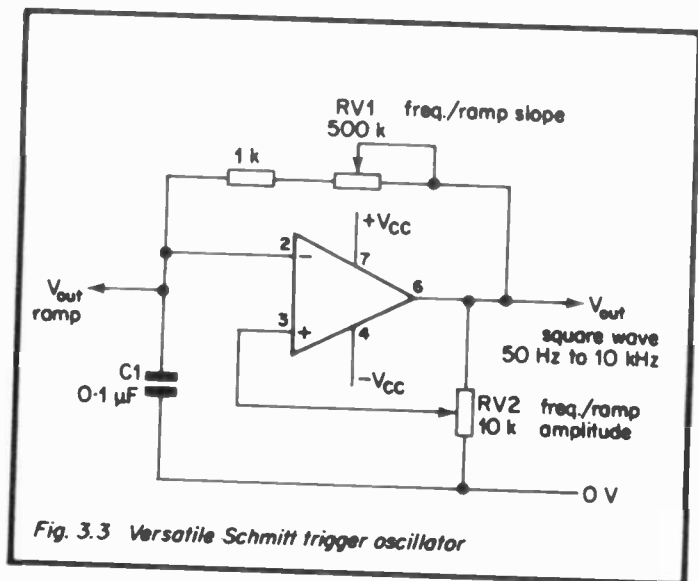 RV1 freq./ramp slope
500 k
1 k
+VCC
2
7
-
6
Vout
ramp
3
+
4
Vout
square wave
50 Hz to 10 kHz
C1
0·1 µF
-VCC
RV2 freq./ramp
10 k amplitude
0 V
Fig. 3.3 Versatile Schmitt trigger oscillator